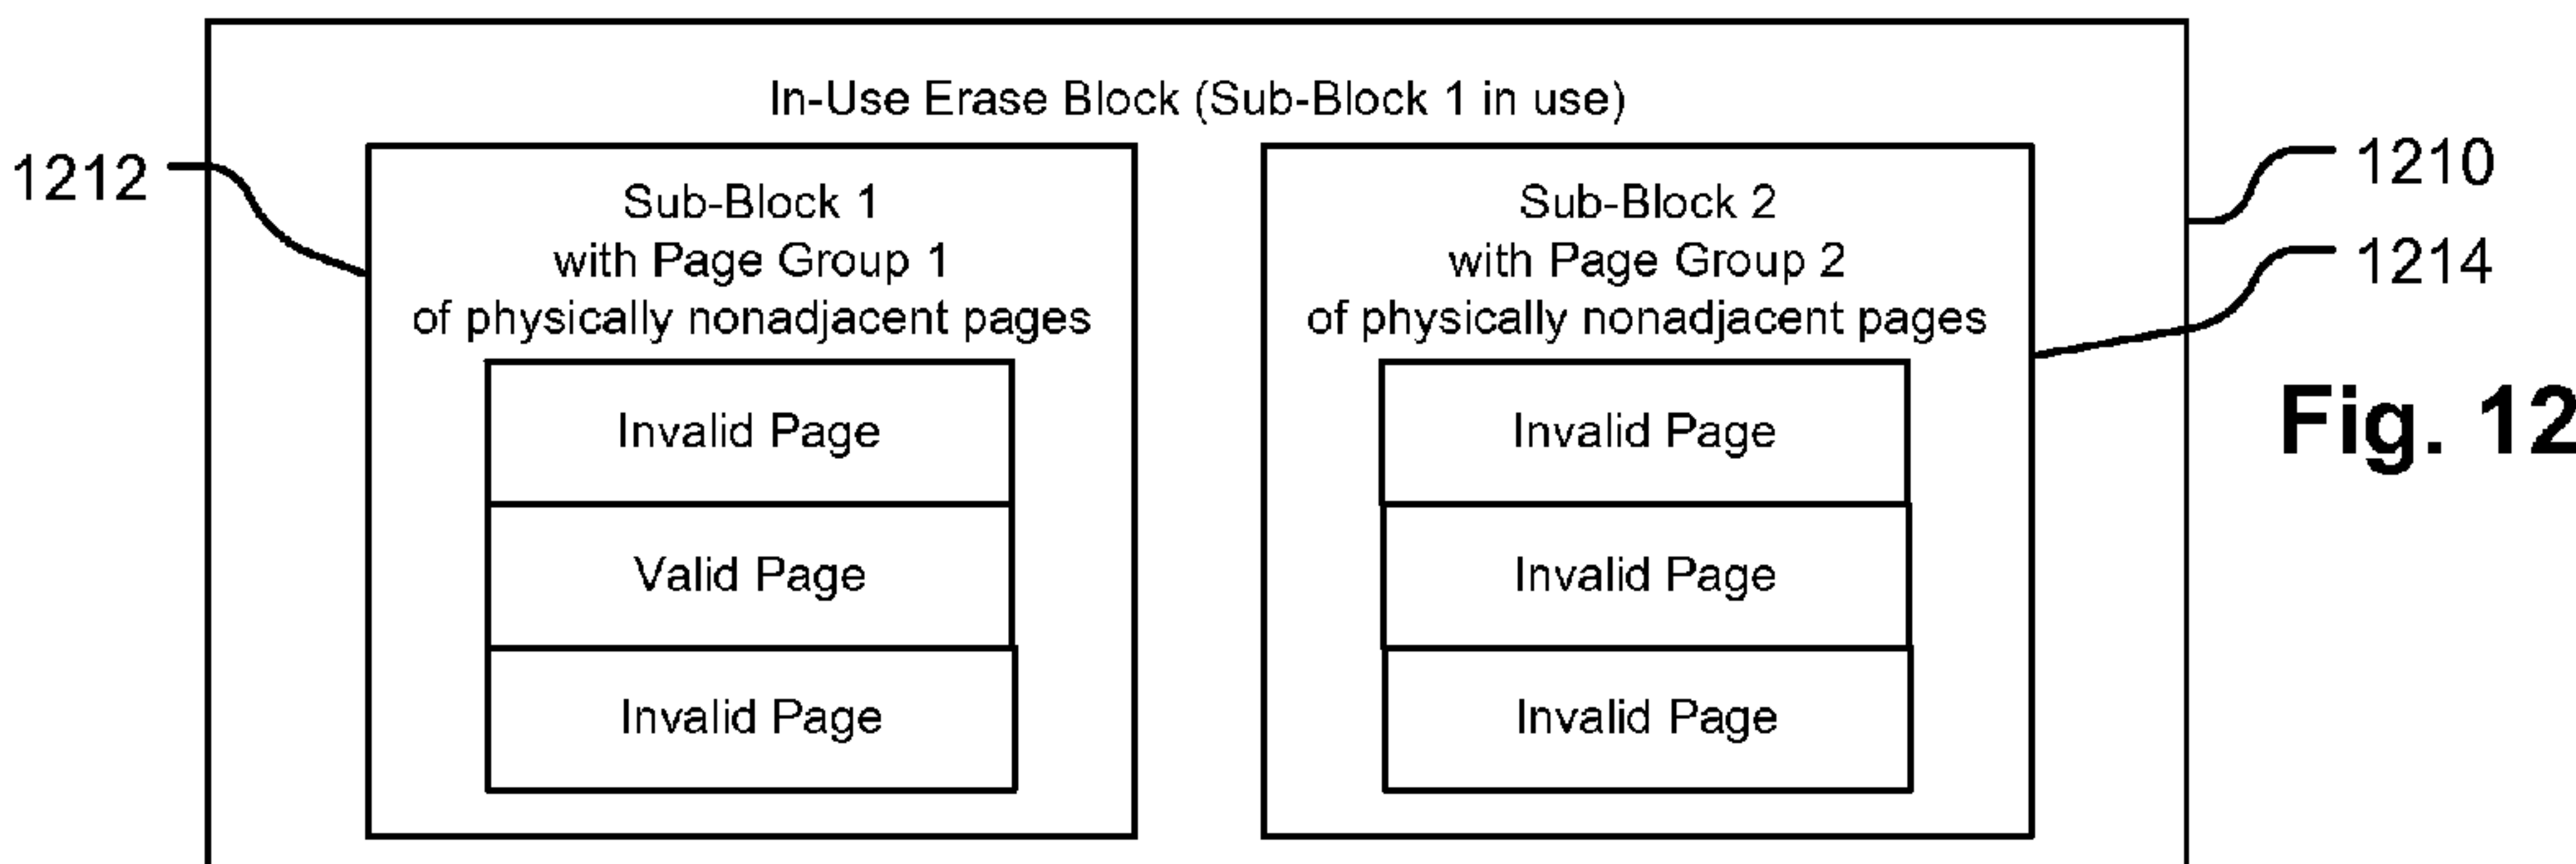 In-Use Erase Block (Sub-Block 1 in use)
1212
1210
Sub-Block 1
with Page Group 1
of physically nonadjacent pages
Invalid Page
Valid Page
Invalid Page
Sub-Block 2
with Page Group 2
of physically nonadjacent pages
Invalid Page
Invalid Page
Invalid Page
1214
Fig. 12